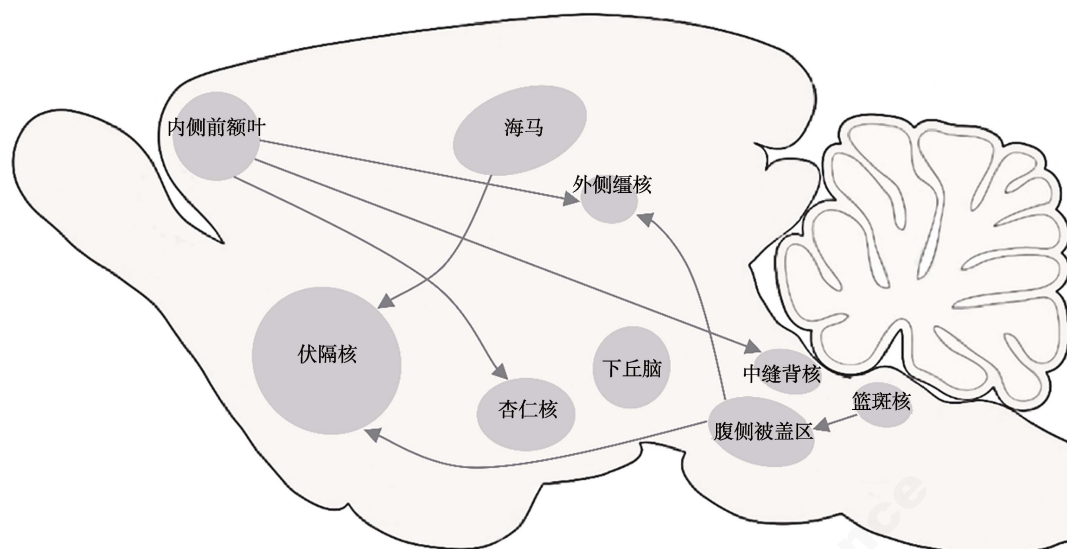 内侧前额叶
海马
外侧缰核
伏隔核
下丘脑
中缝背核
杏仁核
篮斑核
腹侧被盖区